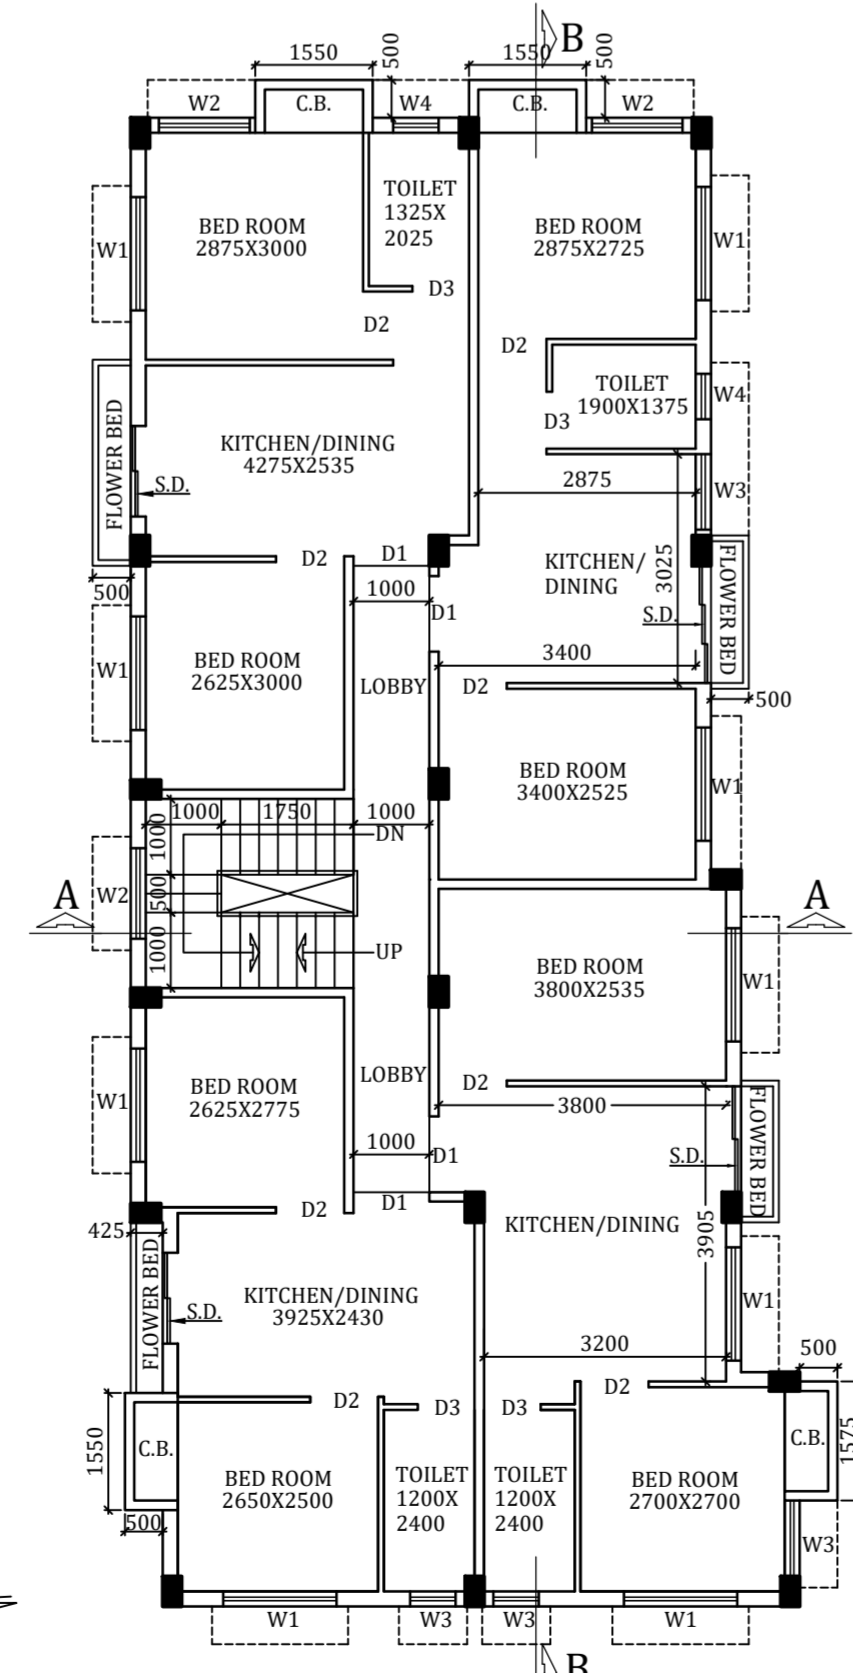 B
1550
500
1550
500
W2
C.B.
W4
C.B.
W2
TOILET
1325X
2025
BED ROOM
2875X3000
BED ROOM
2875X2725
W1
W1
D3
D2
D2
TOILET
1900X1375
W4
D3
FLOWER BED
KITCHEN/DINING
4275X2535
S.D.
2875
W3
D2
D1
KITCHEN/
DINING
3025
FLOWER BED
500
1000
D1
S.D.
3400
W1
BED ROOM
2625X3000
LOBBY
D2
500
BED ROOM
3400X2525
W1
1000
1750
1000
1000
DN
A
W2
500
A
1000
UP
BED ROOM
3800X2535
W1
LOBBY
D2
BED ROOM
2625X2775
W1
3800
FLOWER BED
1000
D1
S.D.
D2
D1
425
KITCHEN/DINING
3905
FLOWER BED
KITCHEN/DINING
3925X2430
S.D.
W1
3200
500
D2
D2
D3
D3
1550
C.B.
C.B.
1575
BED ROOM
2650X2500
TOILET
1200X
2400
TOILET
1200X
2400
BED ROOM
2700X2700
500
W3
W1
W3
W3
W1
B